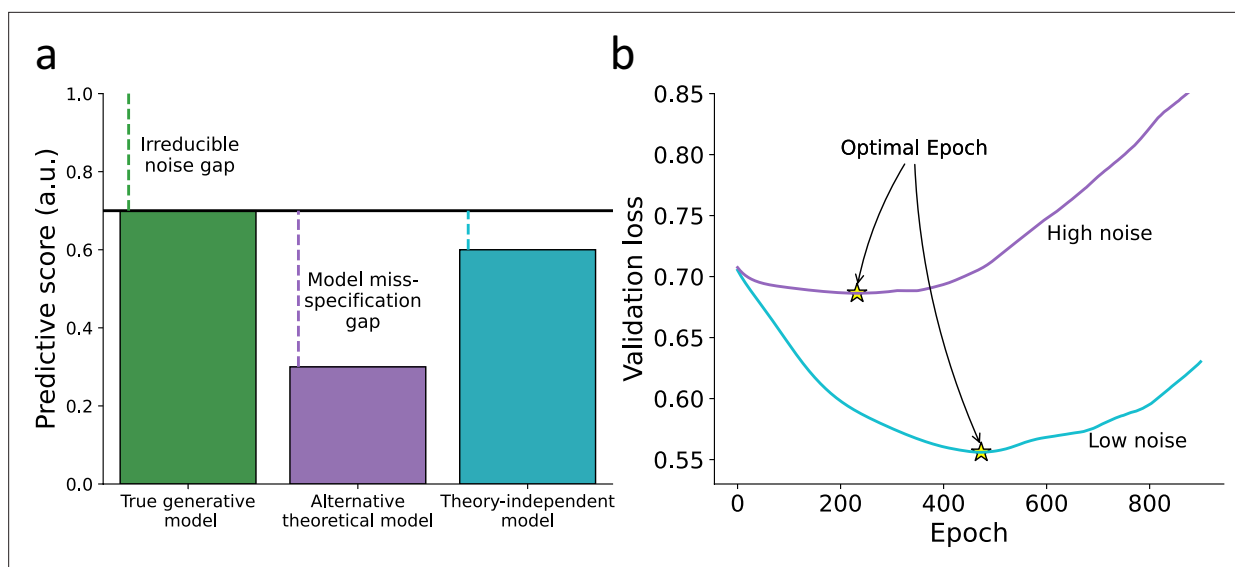 a
Predictive score (a.u.)
1.0
0.8
0.6
0.4
0.2
0.0
Irreducible
noise gap
Model miss-
specification
gap
True generative
model
Alternative
theoretical model
Theory-independent
model
b
Validation loss
0.85
0.80
0.75
0.70
0.65
0.60
0.55
Optimal Epoch
High noise
Low noise
0
200
400
600
800
Epoch